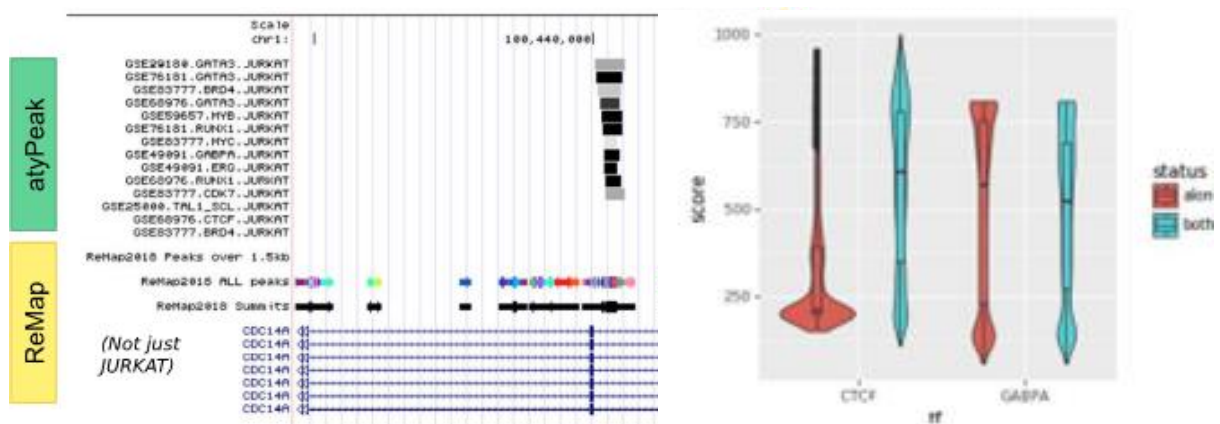 Scale
chr1:
100,440,000
atyPeak
GSE29180.GATA3.JURKAT
GSE76181.GATA3.JURKAT
GSE83777.BRD4.JURKAT
GSE68976.GATA3.JURKAT
GSE59657.MYB.JURKAT
GSE76181.RUNX1.JURKAT
GSE83777.MYC.JURKAT
GSE49091.GABPA.JURKAT
GSE49091.ERG.JURKAT
GSE68976.RUNX1.JURKAT
GSE83777.CDK7.JURKAT
GSE25000.TAL1_SCL.JURKAT
GSE68976.CTCF.JURKAT
GSE83777.BRD4.JURKAT
ReMap
ReMap2018 Peaks over 1.5kb
ReMap2018 ALL peaks
ReMap2018 Summits
(Not just
JURKAT)
CDC14A
CDC14A
CDC14A
CDC14A
CDC14A
CDC14A
CDC14A
1000
750
500
250
score
CTCF
GABPA
tf
status
akin
both